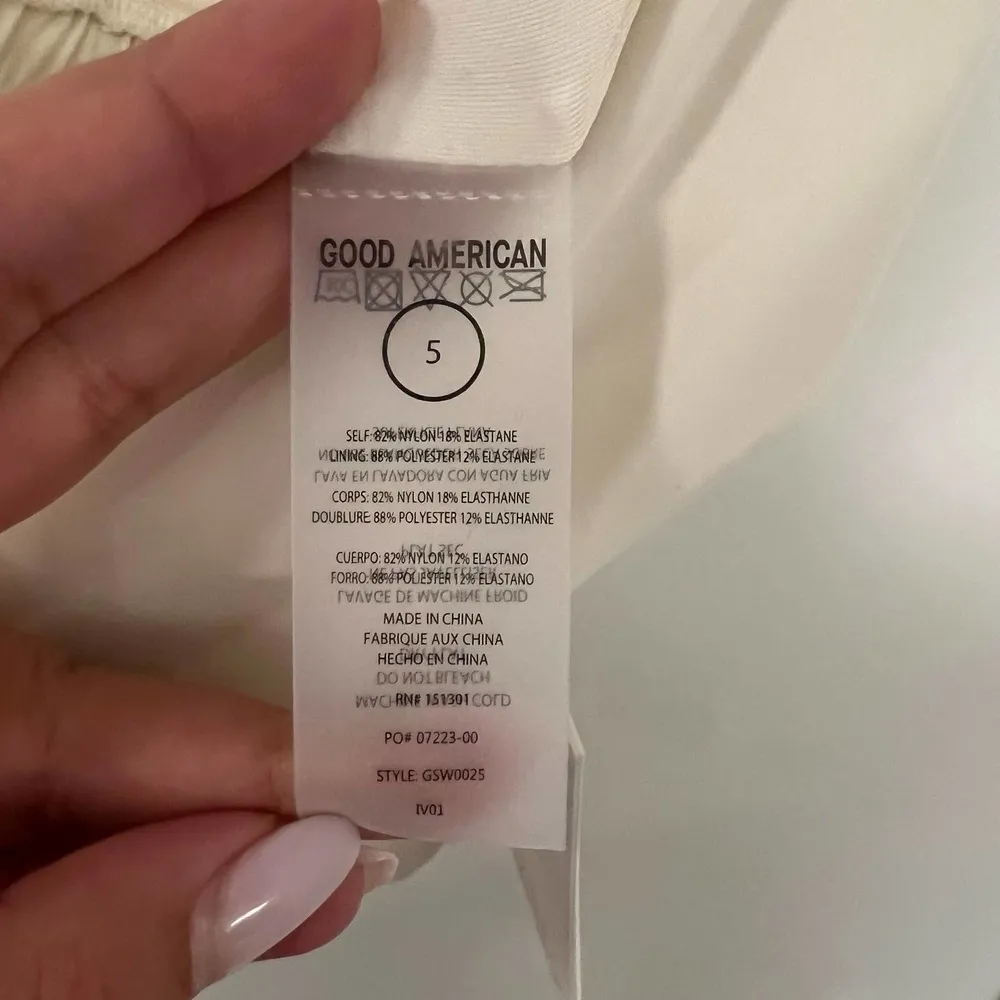 GOOD AMERICAN
5
SELF: 82% NYLON 18% ELASTANE
LINING: 88% POLYESTER 12% ELASTANE
LAVA EN LAVADORA CON AGUA FRIA
CORPS: 82% NYLON 18% ELASTHANNE
DOUBLURE: 88% POLYESTER 12% ELASTHANNE
CUERPO: 82% NYLON 12% ELASTANO
FORRO: 88% POLIESTER 12% ELASTANO
LAVAGE DE MACHINE FROID
MADE IN CHINA
FABRIQUE AUX CHINA
HECHO EN CHINA
DO NOT BLEACH
RN# 151301
PO# 07223-00
STYLE: GSW0025
IV01